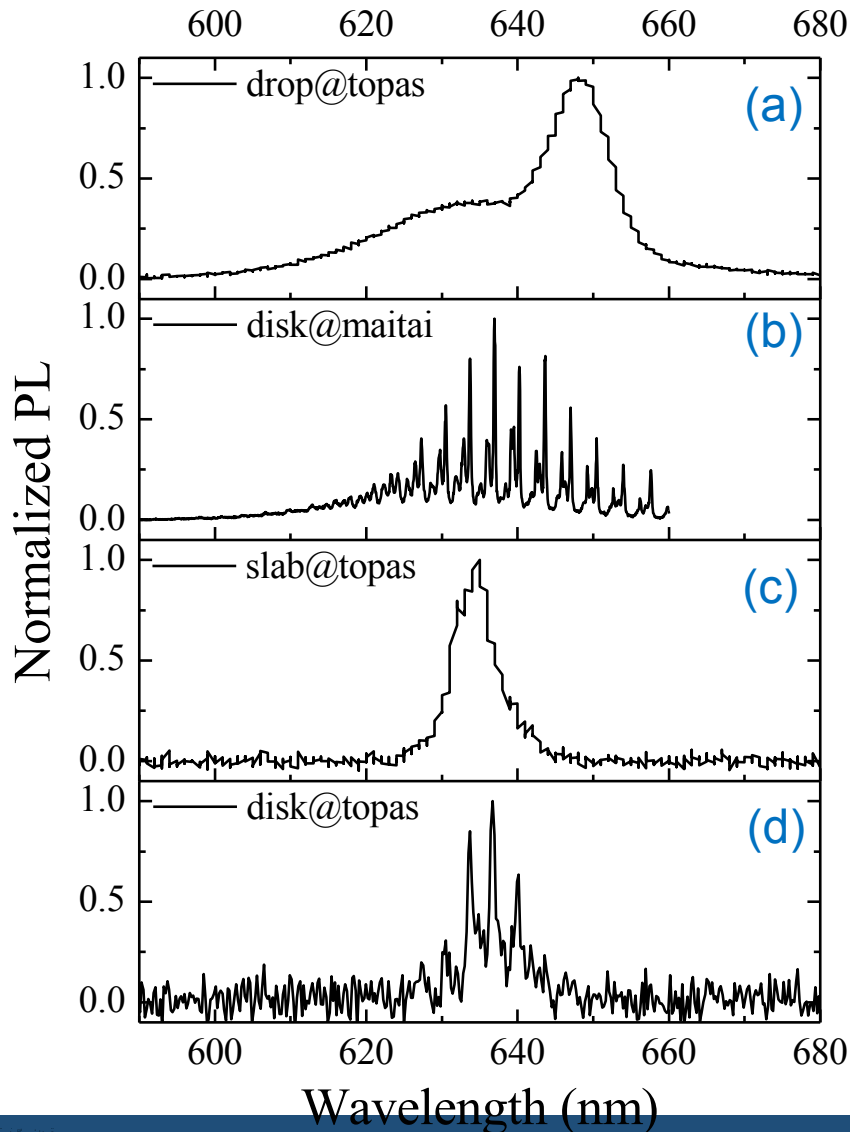 600 620 640 660 680
1.0 drop@topas (a)
0.5
0.0
1.0 disk@maitai (b)
0.5
0.0
1.0 slab@topas (c)
0.5
0.0
1.0 disk@topas (d)
0.5
0.0
Normalized PL
600 620 640 660 680
Wavelength (nm)